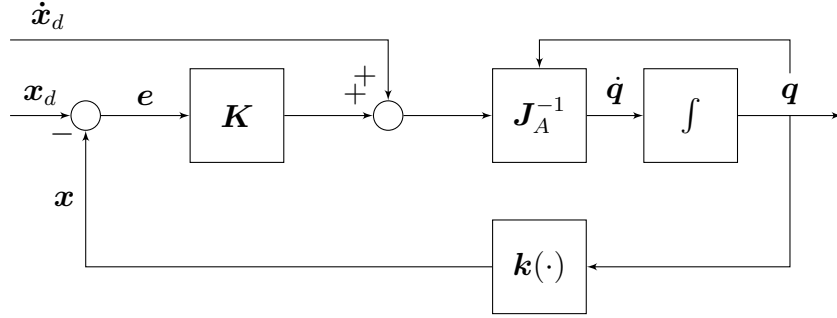 ẋ_d
x_d
e
K
+
+
−
J_A^{-1}
q̇
∫
q
x
k(·)